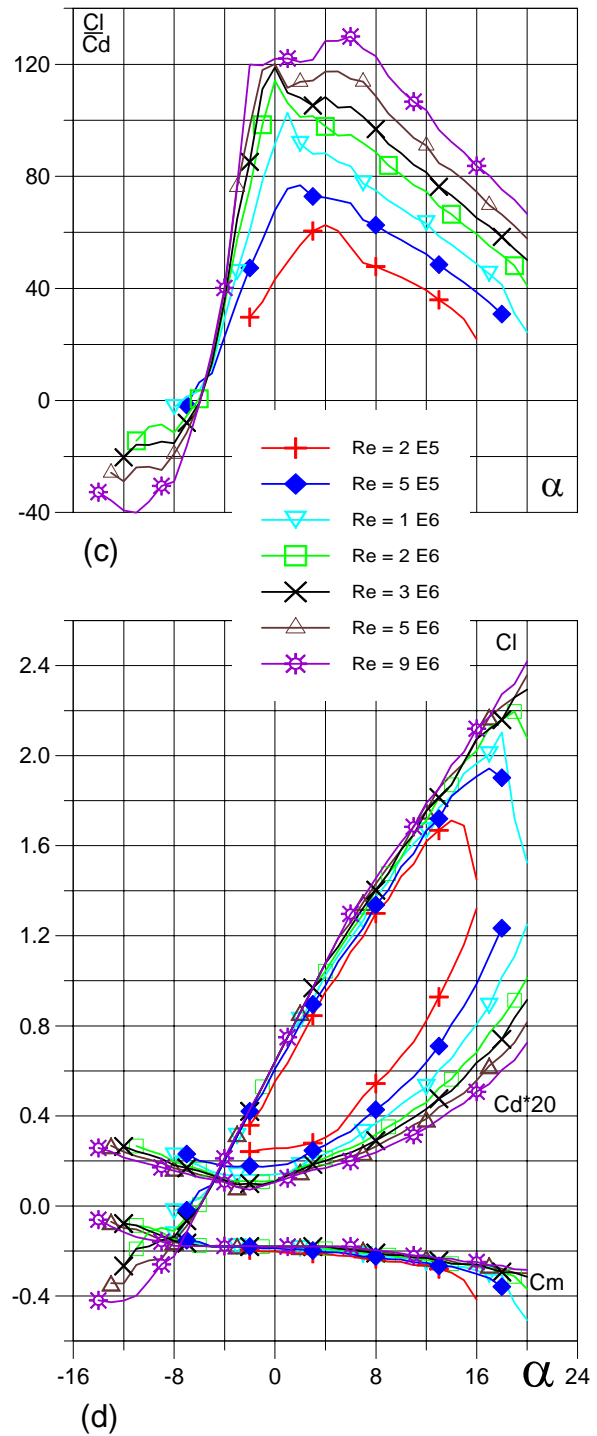 Cl
Cd
120
80
40
0
-40
α
(c)
Re = 2 E5
Re = 5 E5
Re = 1 E6
Re = 2 E6
Re = 3 E6
Re = 5 E6
Re = 9 E6
Cl
2.4
2.0
1.6
1.2
0.8
0.4
Cd*20
0.0
-0.4
Cm
-16
-8
0
8
16
α
24
(d)